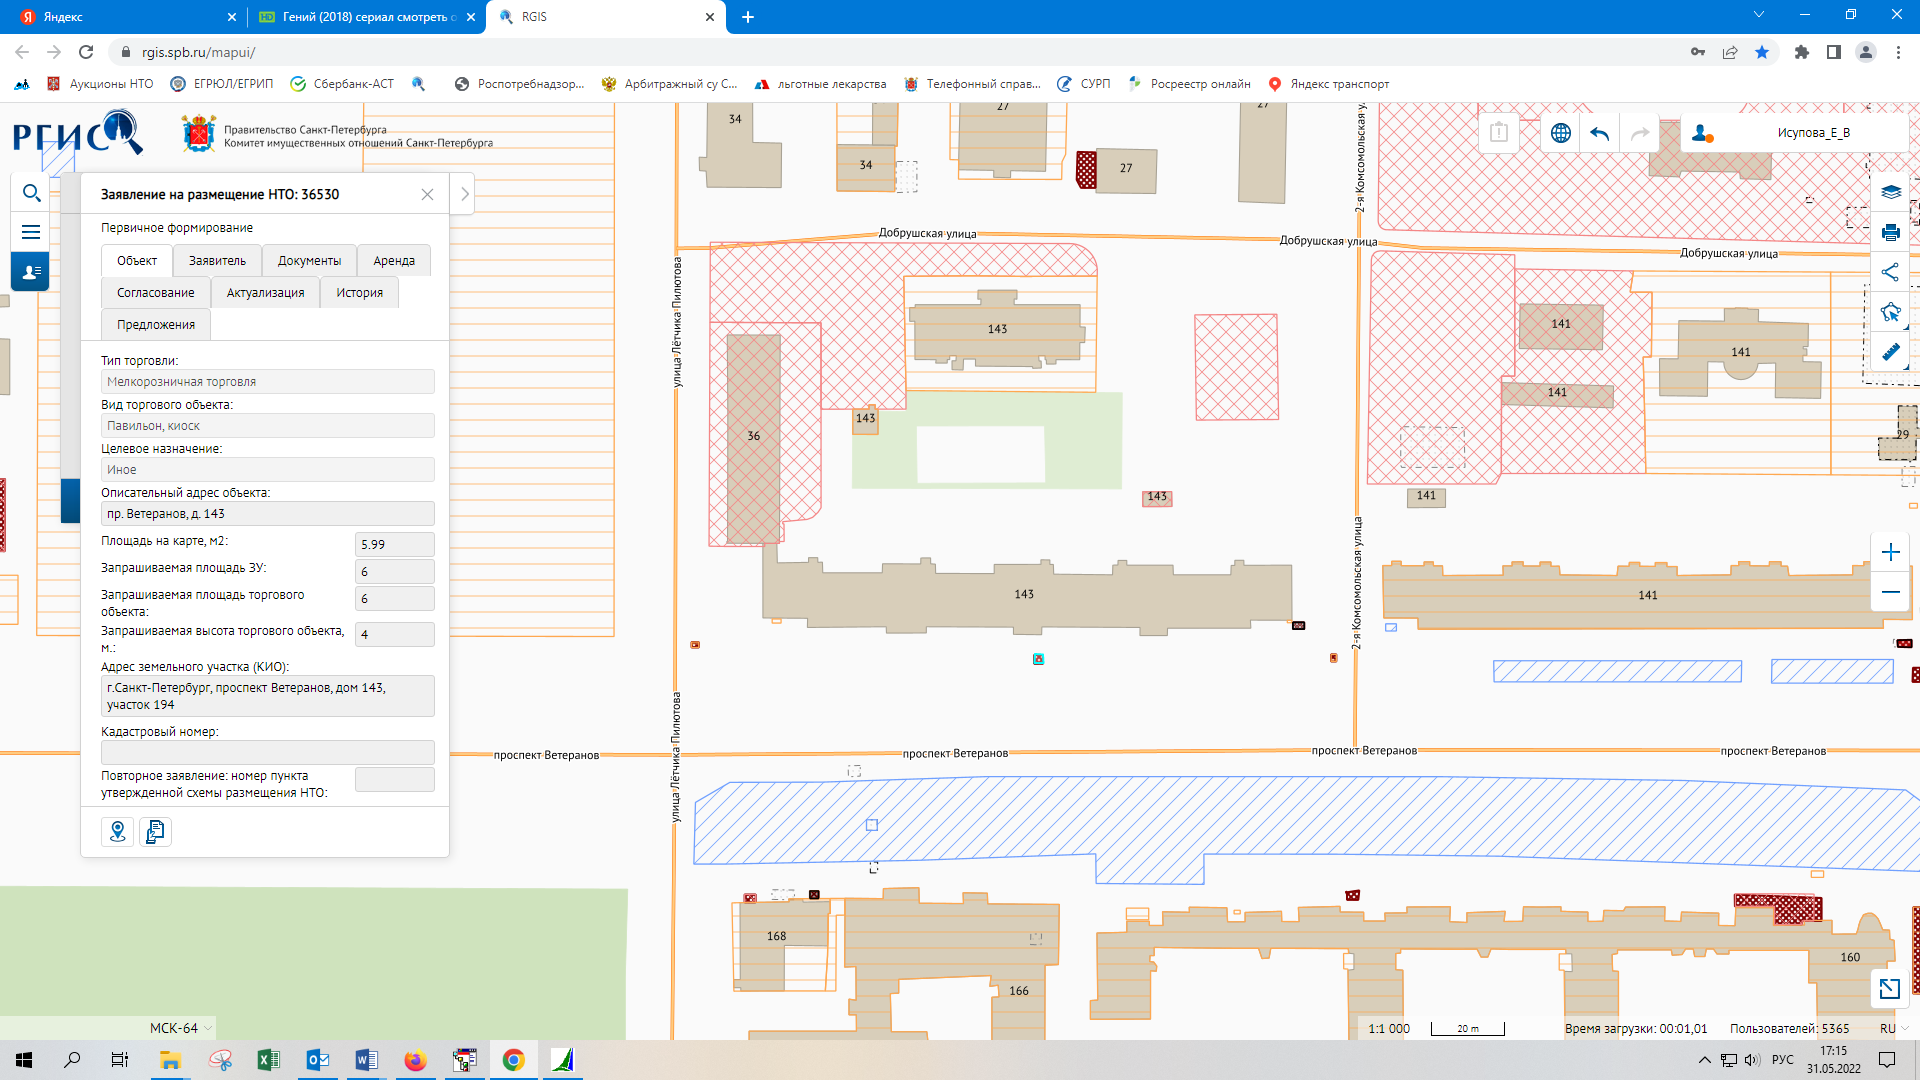 Яндекс
Гений (2018) сериал смотреть о
RGIS
rgis.spb.ru/mapui/
Аукционы НТО
ЕГРЮЛ/ЕГРИП
Сбербанк-АСТ
Роспотребнадзор...
Арбитражный су С...
льготные лекарства
Телефонный справ...
СУРП
Росреестр онлайн
Яндекс транспорт
РГИС
Правительство Санкт-Петербурга
Комитет имущественных отношений Санкт-Петербурга
Исупова_Е_В
Заявление на размещение НТО: 36530
Первичное формирование
Объект
Заявитель
Документы
Аренда
Согласование
Актуализация
История
Предложения
Тип торговли:
Мелкорозничная торговля
Вид торгового объекта:
Павильон, киоск
Целевое назначение:
Иное
Описательный адрес объекта:
пр. Ветеранов, д. 143
Площадь на карте, м2:
5.99
Запрашиваемая площадь ЗУ:
6
Запрашиваемая площадь торгового
объекта:
6
Запрашиваемая высота торгового объекта,
м.:
4
Адрес земельного участка (КИО):
г.Санкт-Петербург, проспект Ветеранов, дом 143,
участок 194
Кадастровый номер:
Повторное заявление: номер пункта
утвержденной схемы размещения НТО:
34
34
27
27
27
2-я Комсомольская у
Добрушская улица
Добрушская улица
Добрушская улица
улица Лётчика Пилютова
143
141
141
141
143
36
29
143
141
2-я Комсомольская улица
143
141
улица Лётчика Пилютова
проспект Ветеранов
проспект Ветеранов
проспект Ветеранов
проспект Ветеранов
168
166
160
МСК-64
1:1 000
20 m
Время загрузки: 00:01,01
Пользователей: 5365
RU
РУС
17:15
31.05.2022